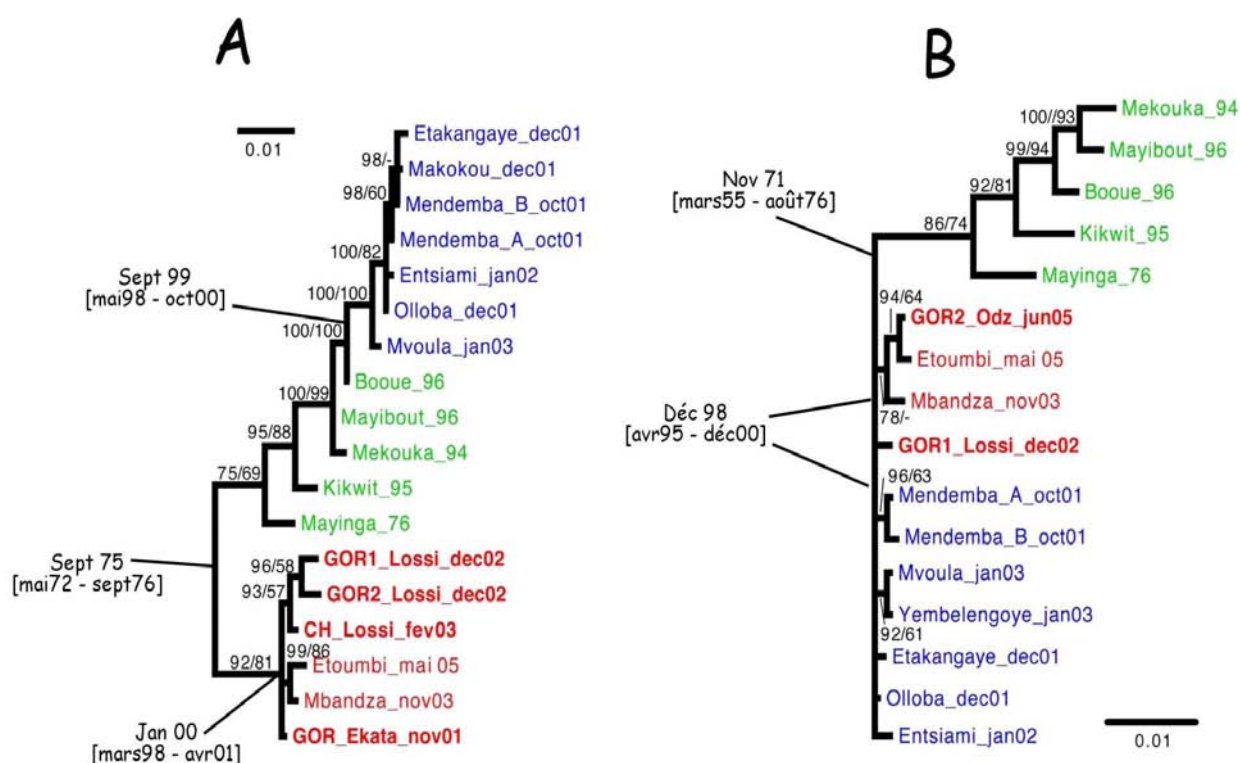 A
0.01
Etakangaye_dec01
98/-
Makokou_dec01
98/60
Mendemba_B_oct01
Mendemba_A_oct01
100/82
Entsiami_jan02
Sept 99
[mai98 - oct00]
100/100
Olloba_dec01
100/100
Mvoula_jan03
Booue_96
100/99
Mayibout_96
95/88
Mekouka_94
75/69
Kikwit_95
Mayinga_76
Sept 75
[mai72 - sept76]
96/58
GOR1_Lossi_dec02
93/57
GOR2_Lossi_dec02
CH_Lossi_fev03
99/86
92/81
Etoumbi_mai 05
Mbandza_nov03
Jan 00
[mars98 - avr01]
GOR_Ekata_nov01
B
Mekouka_94
100//93
Mayibout_96
99/94
Nov 71
[mars55 - août76]
92/81
Booue_96
86/74
Kikwit_95
Mayinga_76
94/64
GOR2_Odz_jun05
Etoumbi_mai 05
Mbandza_nov03
78/-
Déc 98
[avr95 - déc00]
GOR1_Lossi_dec02
96/63
Mendemba_A_oct01
Mendemba_B_oct01
Mvoula_jan03
Yembelengoye_jan03
92/61
Etakangaye_dec01
Olloba_dec01
Entsiami_jan02
0.01